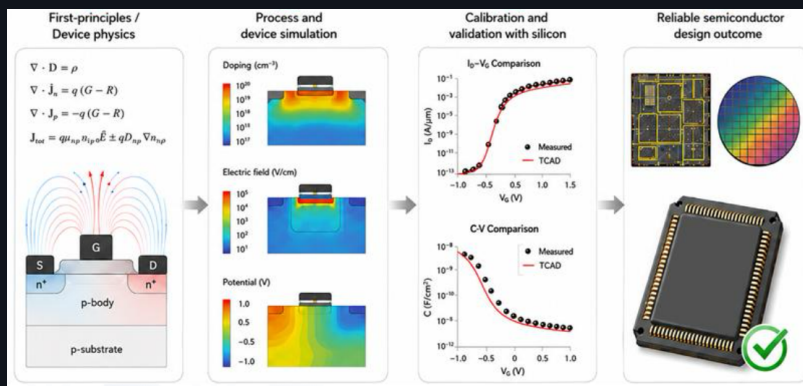 First-principles /
Device physics
∇ · D = ρ
∇ · Ĵₙ = q (G − R)
∇ · Jₚ = −q (G − R)
S
G
D
n⁺
n⁺
p-body
p-substrate
Process and
device simulation
Doping (cm⁻³)
10²⁰
10¹⁹
10¹⁸
10¹⁵
10¹⁷
Electric field (V/cm)
10⁵
10⁴
10³
10²
10¹
Potential (V)
1.0
0.5
−0.5
−1.0
Calibration and
validation with silicon
I_D–V_G Comparison
I_D (A/μm)
10⁻¹
10⁻³
10⁻⁵
10⁻⁹
10⁻¹¹
10⁻¹³
Measured
TCAD
−1.0 −0.5 0 0.5 1.0 1.5
V_G (V)
C-V Comparison
C (F/cm²)
10⁻⁸
10⁻⁹
10⁻¹⁰
10⁻⁹
10⁻¹²
Measured
TCAD
−1.0 −0.5 0 0.5 1.0
V_G (V)
Reliable semiconductor
design outcome